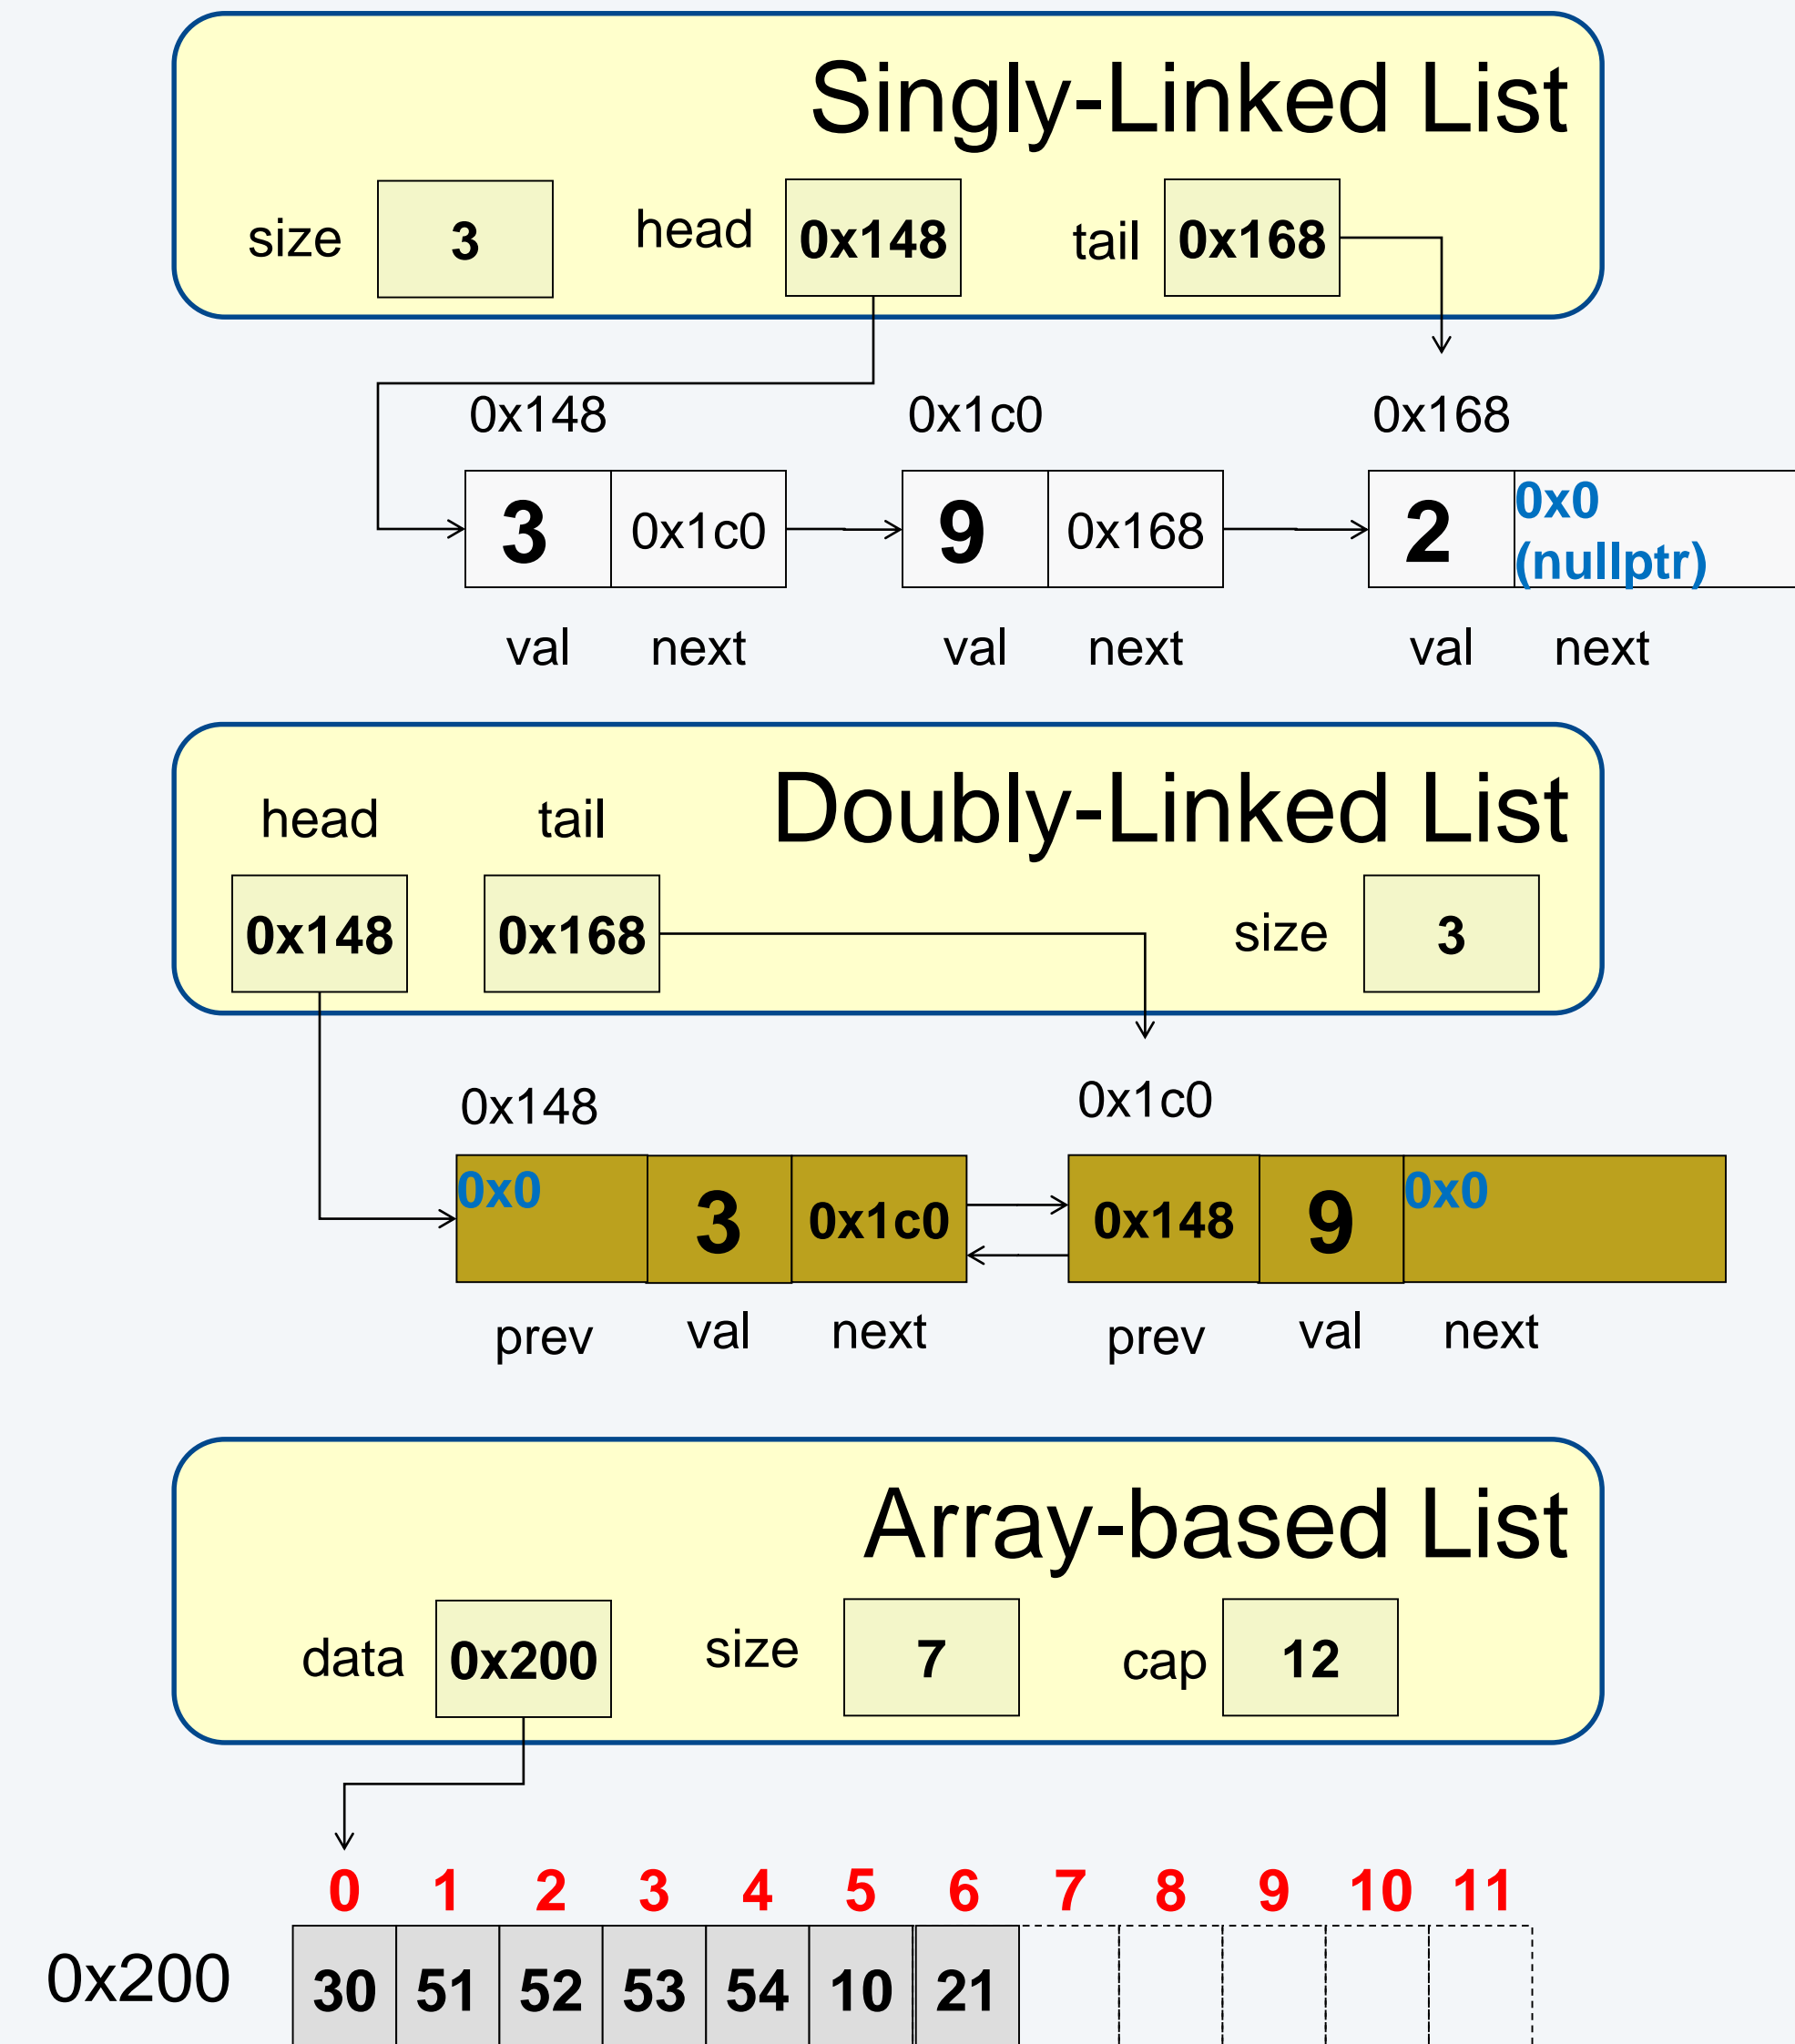 Singly-Linked List
size 3 head 0x148 tail 0x168
0x148 0x1c0 0x168
3 0x1c0 9 0x168 2 0x0
(nullptr)
val next val next val next
Doubly-Linked List
head tail
0x148 0x168 size 3
0x148 0x1c0
0x0 3 0x1c0 0x148 9 0x0
prev val next prev val next
Array-based List
data 0x200 size 7 cap 12
0 1 2 3 4 5 6 7 8 9 10 11
0x200 30 51 52 53 54 10 21